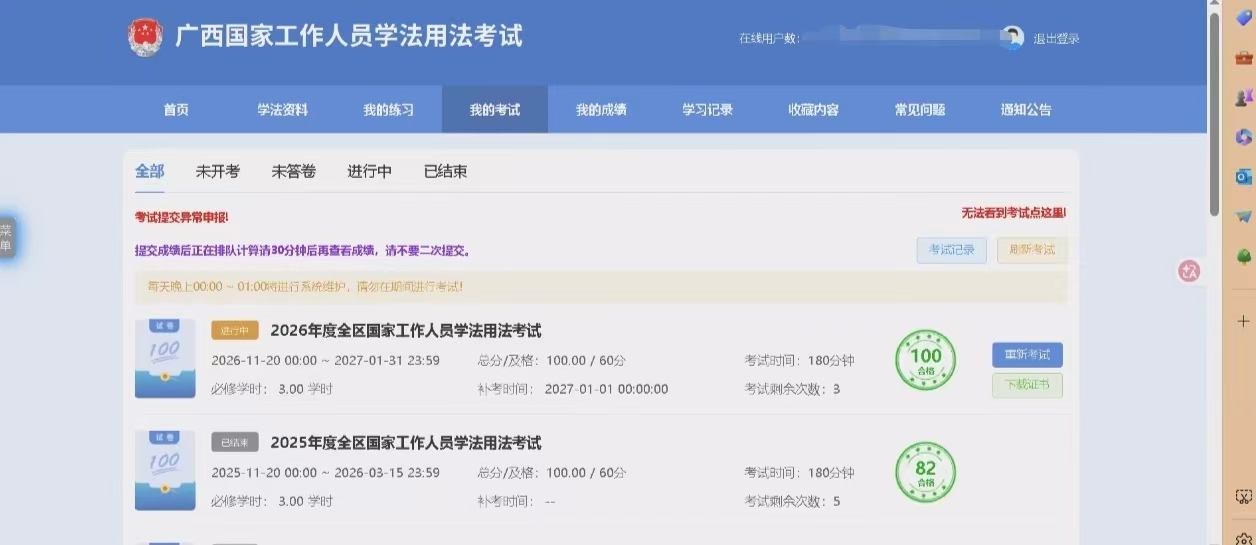 广西国家工作人员学法用法考试
在线用户数:
退出登录
首页 学法资料 我的练习 我的考试 我的成绩 学习记录 收藏内容 常见问题 通知公告
菜单
全部 未开考 未答卷 进行中 已结束
考试提交异常申报!
无法看到考试点这里!
提交成绩后正在排队计算请30分钟后再查看成绩，请不要二次提交。
考试记录 刷新考试
每天晚上00:00 ~ 01:00将进行系统维护，请勿在期间进行考试!
试卷
100
进行中 2026年度全区国家工作人员学法用法考试
2026-11-20 00:00 ~ 2027-01-31 23:59 总分/及格: 100.00 / 60分 考试时间: 180分钟
必修学时: 3.00 学时 补考时间: 2027-01-01 00:00:00 考试剩余次数: 3
100
合格
重新考试
下载证书
试卷
100
已结束 2025年度全区国家工作人员学法用法考试
2025-11-20 00:00 ~ 2026-03-15 23:59 总分/及格: 100.00 / 60分 考试时间: 180分钟
必修学时: 3.00 学时 补考时间: -- 考试剩余次数: 5
82
合格